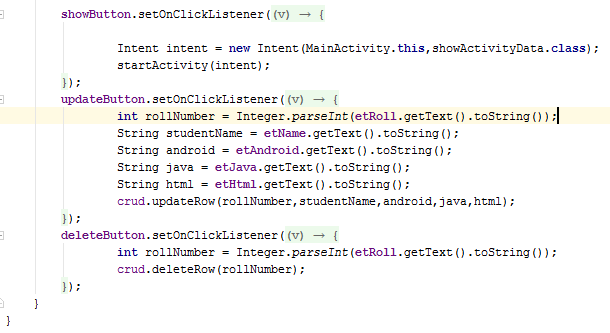 showButton.setOnClickListener((v) → {
Intent intent = new Intent(MainActivity.this,showActivityData.class);
startActivity(intent);
});
updateButton.setOnClickListener((v) → {
int rollNumber = Integer.parseInt(etRoll.getText().toString());
String studentName = etName.getText().toString();
String android = etAndroid.getText().toString();
String java = etJava.getText().toString();
String html = etHtml.getText().toString();
crud.updateRow(rollNumber,studentName,android,java,html);
});
deleteButton.setOnClickListener((v) → {
int rollNumber = Integer.parseInt(etRoll.getText().toString());
crud.deleteRow(rollNumber);
});
}
}